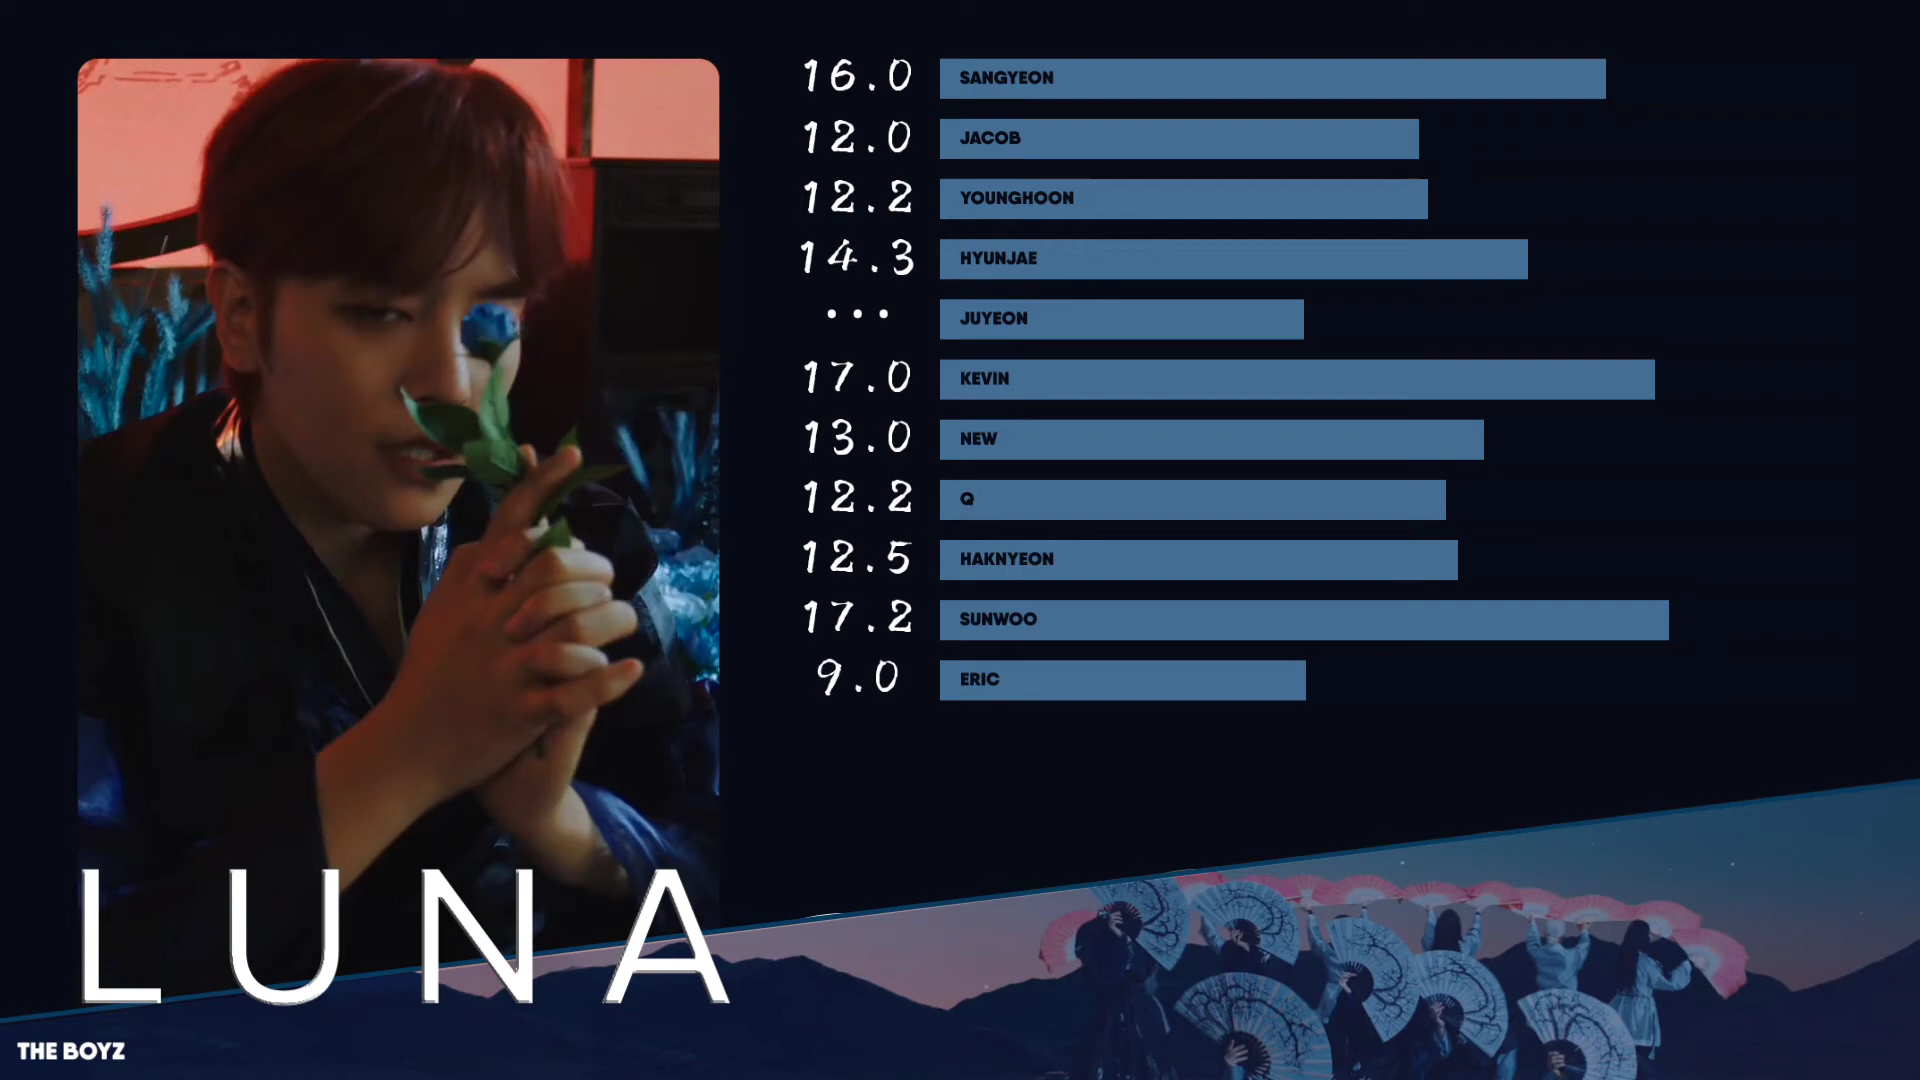 16.0 SANGYEON
12.0 JACOB
12.2 YOUNGHOON
14.3 HYUNJAE
... JUYEON
17.0 KEVIN
13.0 NEW
12.2 Q
12.5 HAKNYEON
17.2 SUNWOO
9.0 ERIC
LUNA
THE BOYZ